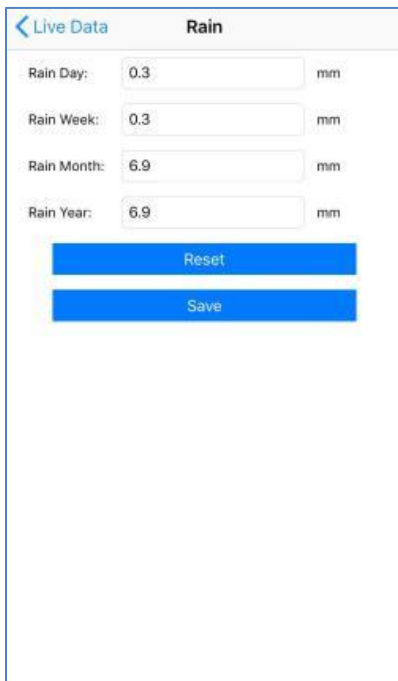 Live Data Rain
Rain Day: 0.3 mm
Rain Week: 0.3 mm
Rain Month: 6.9 mm
Rain Year: 6.9 mm
Reset
Save